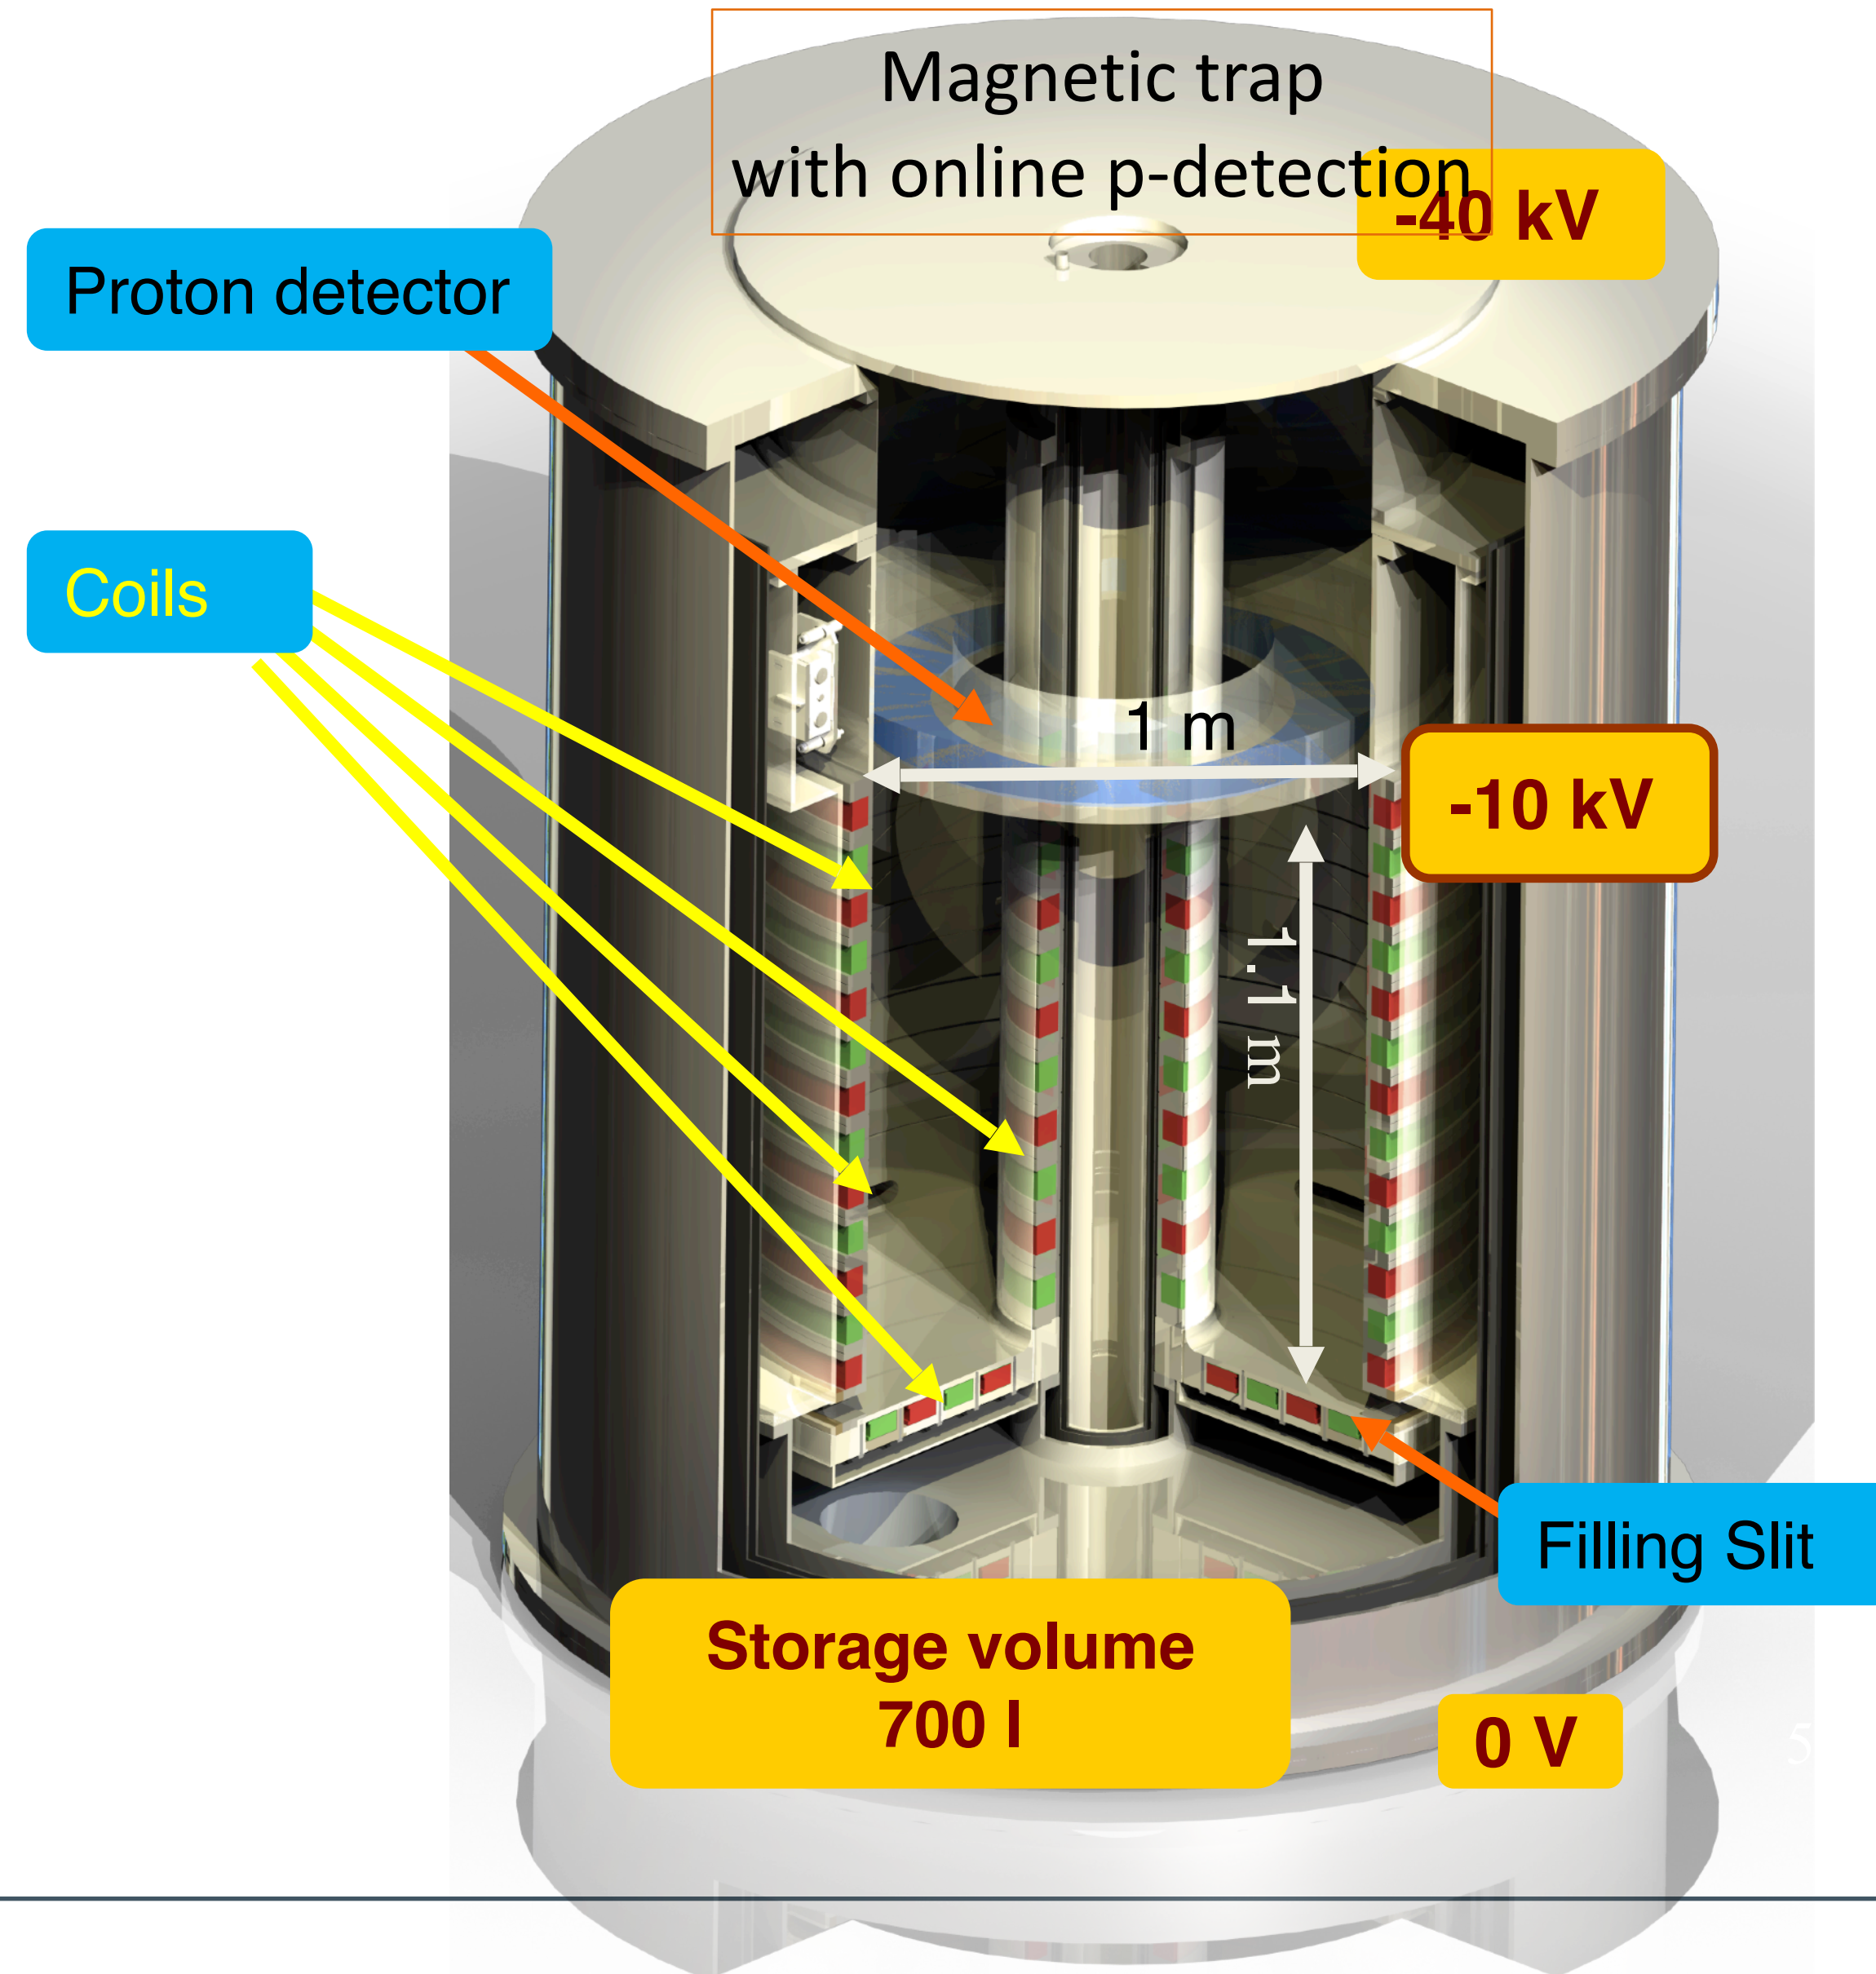 Magnetic trap
with online p-detection
-40 kV
Proton detector
Coils
1 m
-10 kV
1.1 m
Filling Slit
Storage volume
700 l
0 V
5